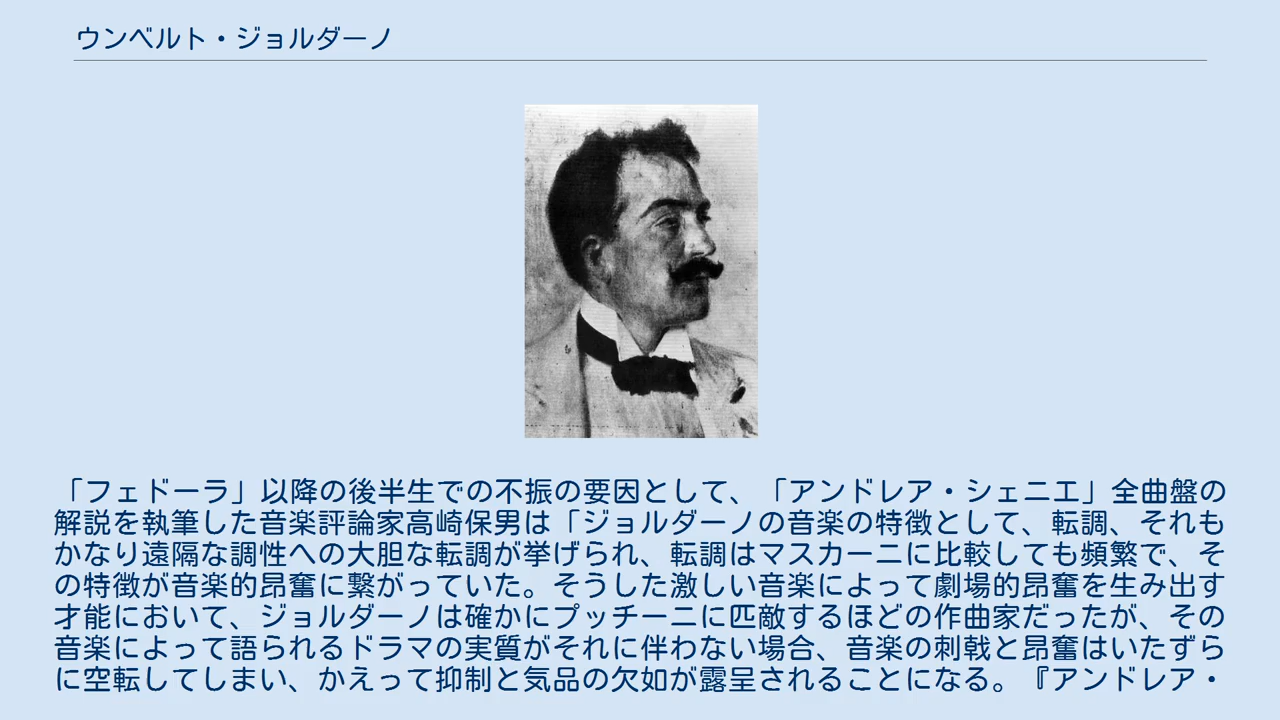 ウンベルト・ジョルダーノ
「フェドーラ」以降の後半生での不振の要因として、「アンドレア・シェニエ」全曲盤の
解説を執筆した音楽評論家高崎保男は「ジョルダーノの音楽の特徴として、転調、それも
かなり遠隔な調性への大胆な転調が挙げられ、転調はマスカーニに比較しても頻繁で、そ
の特徴が音楽的昂奮に繋がっていた。そうした激しい音楽によって劇場的昂奮を生み出す
才能において、ジョルダーノは確かにプッチーニに匹敵するほどの作曲家だったが、その
音楽によって語られるドラマの実質がそれに伴わない場合、音楽の刺戟と昂奮はいたずら
に空転してしまい、かえって抑制と気品の欠如が露呈されることになる。『アンドレア・